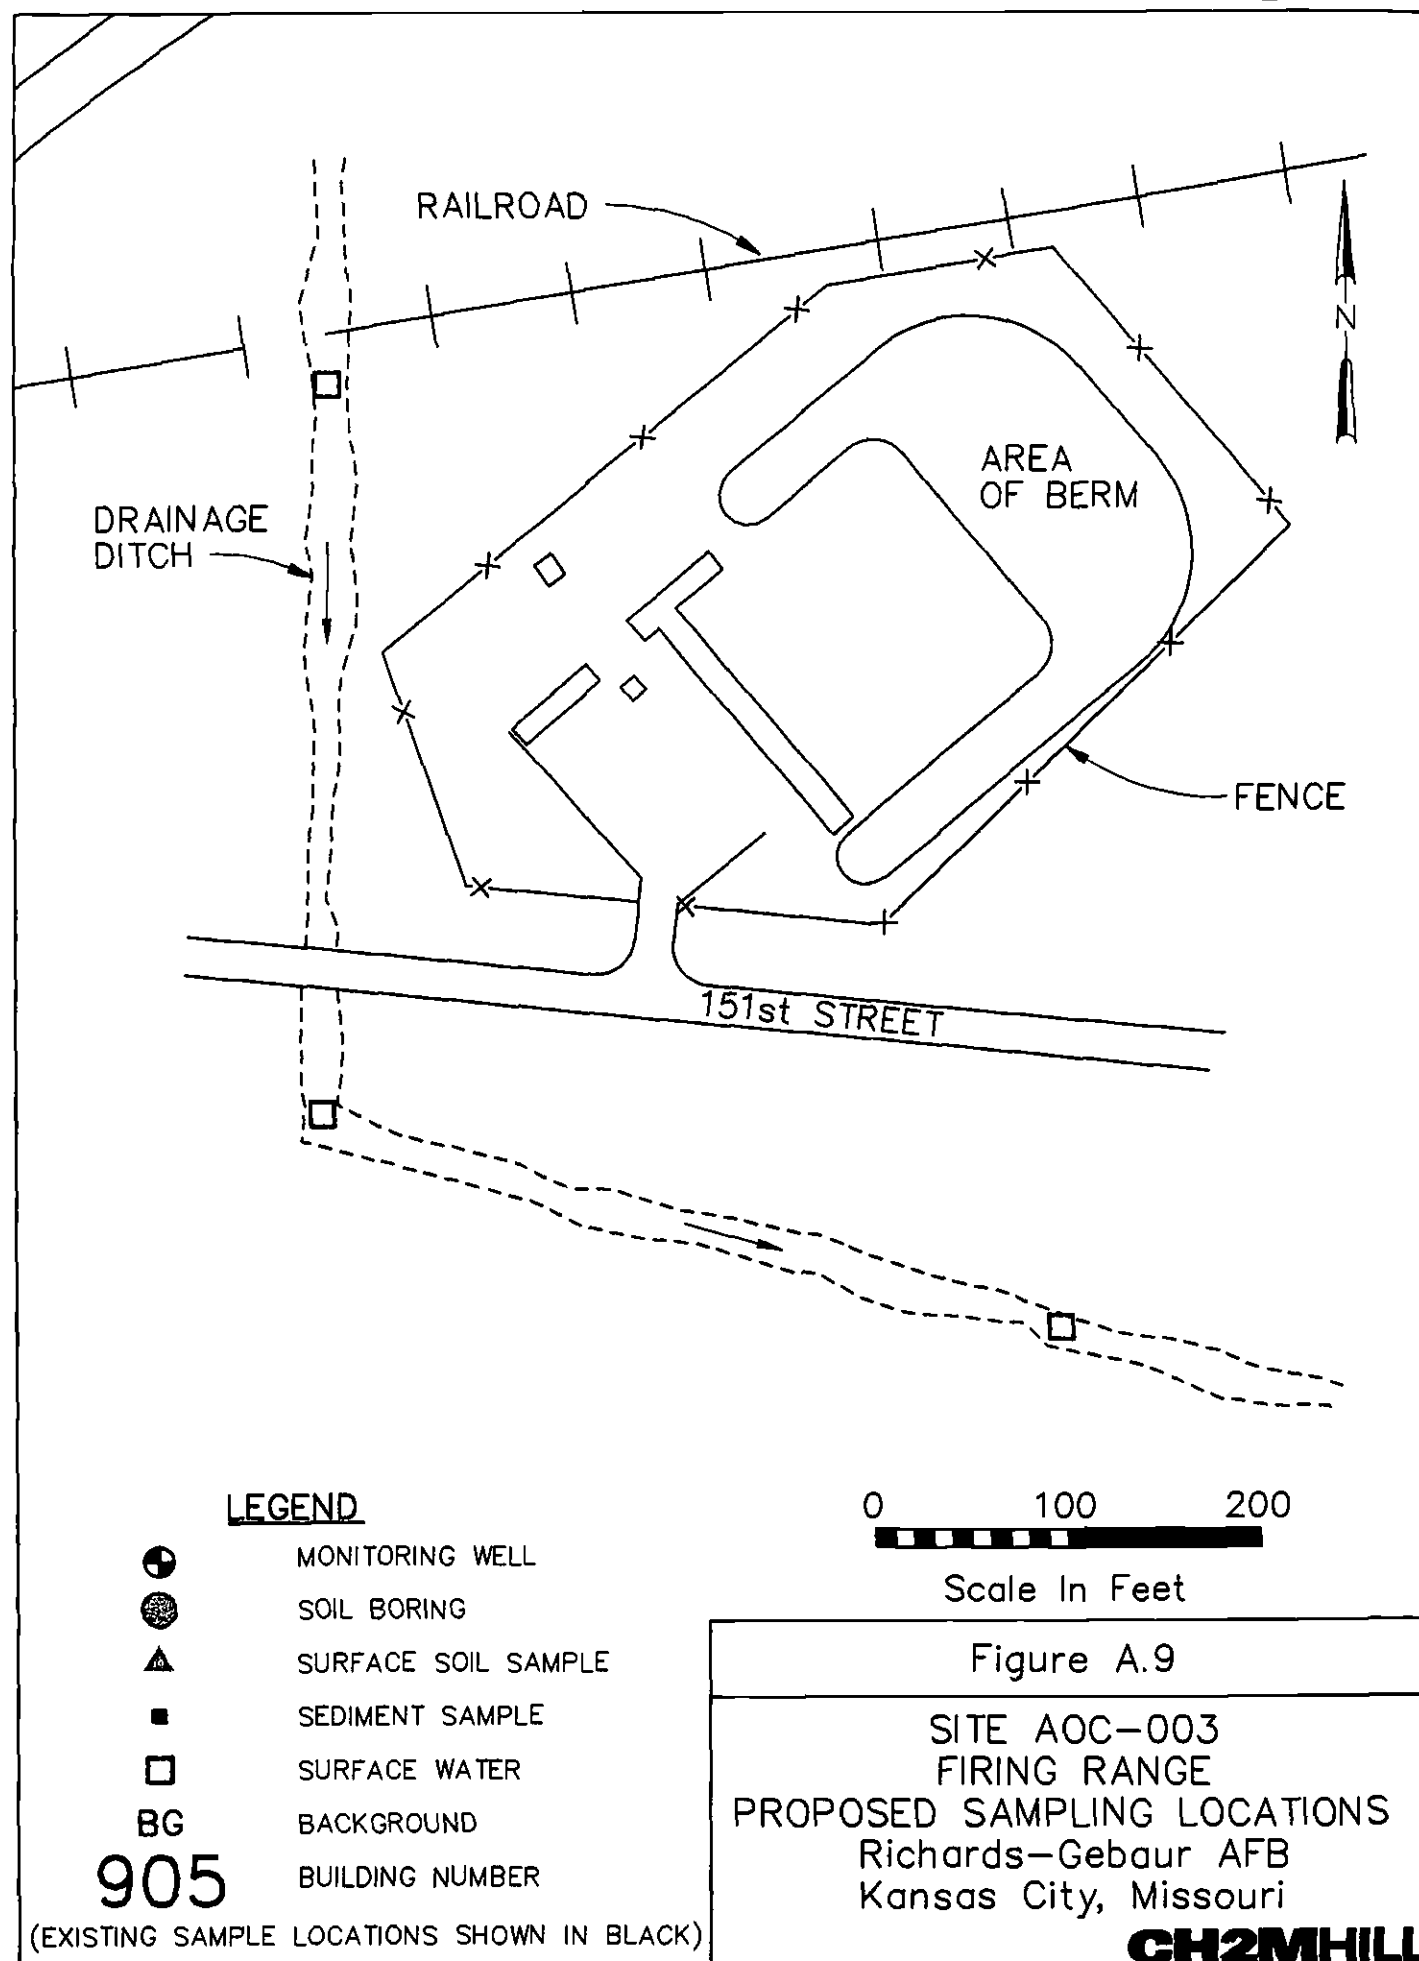 RAILROAD
N
AREA
OF BERM
DRAINAGE
DITCH
FENCE
151st STREET
LEGEND
MONITORING WELL
SOIL BORING
SURFACE SOIL SAMPLE
SEDIMENT SAMPLE
SURFACE WATER
BG BACKGROUND
905 BUILDING NUMBER
(EXISTING SAMPLE LOCATIONS SHOWN IN BLACK)
0 100 200
Scale In Feet
Figure A.9
SITE AOC-003
FIRING RANGE
PROPOSED SAMPLING LOCATIONS
Richards-Gebaur AFB
Kansas City, Missouri
CH2MHILL